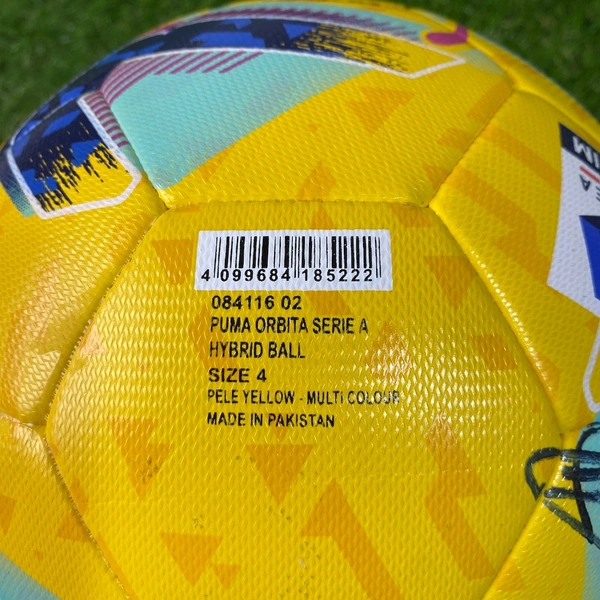 4 099684 185222
084116 02
PUMA ORBITA SERIE A
HYBRID BALL
SIZE 4
PELE YELLOW - MULTI COLOUR
MADE IN PAKISTAN